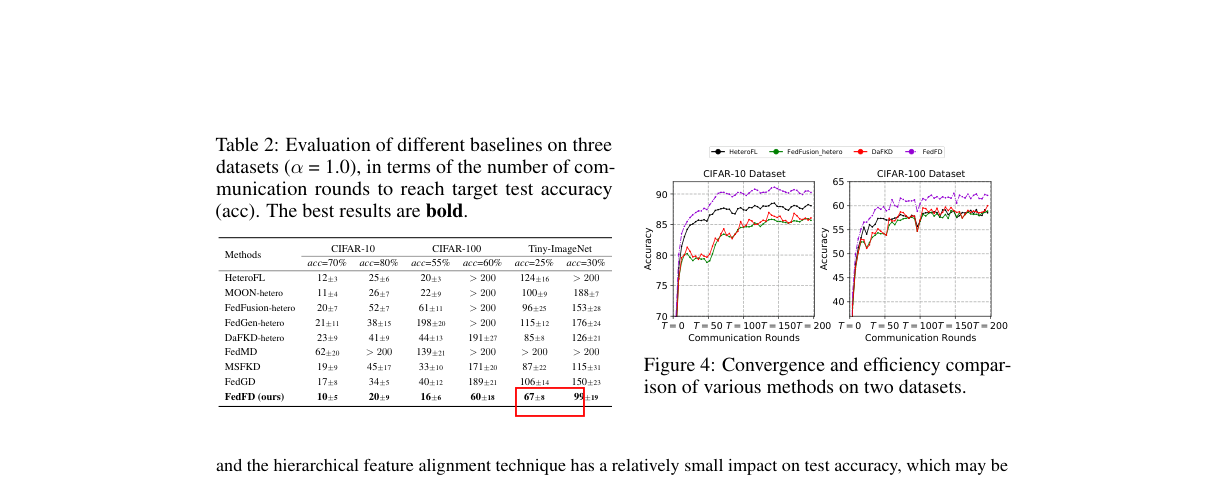 Table 2: Evaluation of different baselines on three
datasets (α = 1.0), in terms of the number of com-
munication rounds to reach target test accuracy
(acc). The best results are bold.
Methods CIFAR-10 CIFAR-100 Tiny-ImageNet
acc=70% acc=80% acc=55% acc=60% acc=25% acc=30%
HeteroFL 12±3 25±6 20±3 > 200 124±16 > 200
MOON-hetero 11±4 26±7 22±9 > 200 100±9 188±7
FedFusion-hetero 20±7 52±7 61±11 > 200 96±25 153±28
FedGen-hetero 21±11 38±15 198±20 > 200 115±12 176±24
DaFKD-hetero 23±9 41±9 44±13 191±27 85±8 126±21
FedMD 62±20 > 200 139±21 > 200 > 200 > 200
MSFKD 19±9 45±17 33±10 171±20 87±22 115±31
FedGD 17±8 34±5 40±12 189±21 106±14 150±23
FedFD (ours) 10±5 20±9 16±6 60±18 67±8 99±19
HeteroFL FedFusion_hetero DaFKD FedFD
CIFAR-10 Dataset
Accuracy
90
85
80
75
70
T = 0 T = 50 T = 100 T = 150 T = 200
Communication Rounds
CIFAR-100 Dataset
Accuracy
65
60
55
50
45
40
T = 0 T = 50 T = 100 T = 150 T = 200
Communication Rounds
Figure 4: Convergence and efficiency compar-
ison of various methods on two datasets.
and the hierarchical feature alignment technique has a relatively small impact on test accuracy, which may be